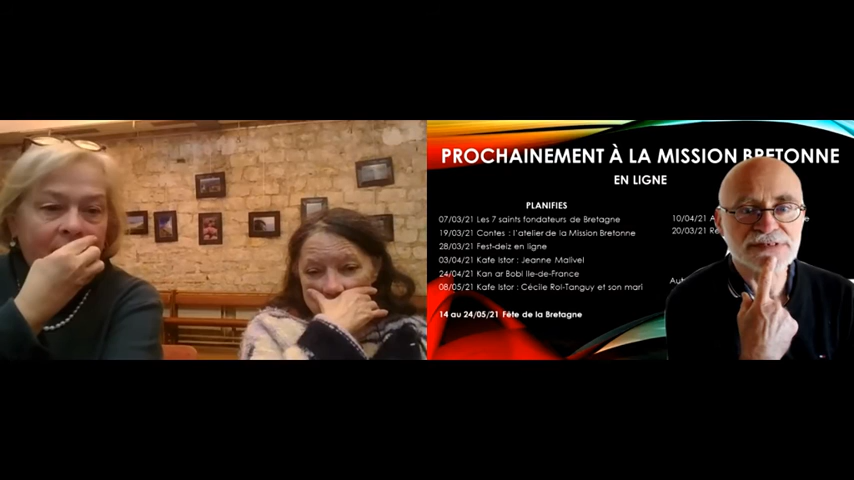 PROCHAINEMENT À LA MISSION BRETONNE
EN LIGNE
PLANIFIES
07/03/21 Les 7 saints fondateurs de Bretagne
19/03/21 Contes : l'atelier de la Mission Bretonne
28/03/21 Fest-deiz en ligne
03/04/21 Kafe Istor : Jeanne Malivel
24/04/21 Kan ar Bobl Ile-de-France
08/05/21 Kafe Istor : Cécile Rol-Tanguy et son mari
14 au 24/05/21 Fête de la Bretagne
10/04/21
20/03/21